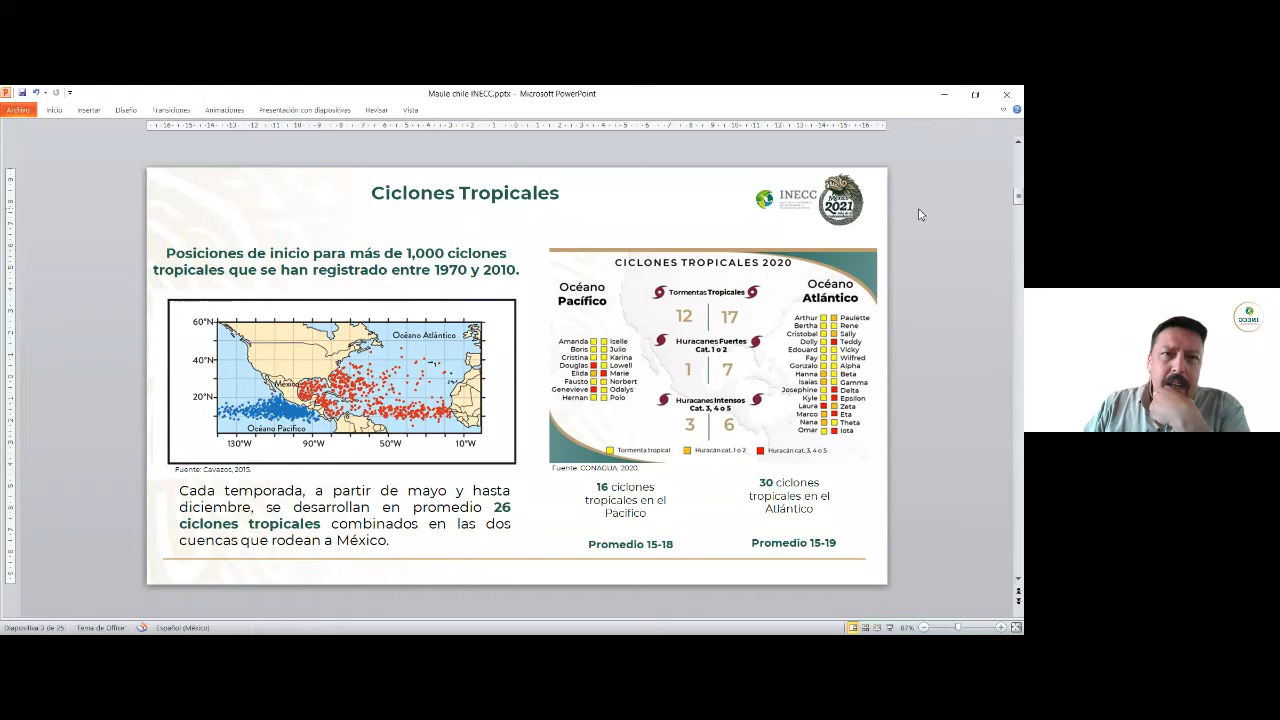 Maule chile INECC.pptx - Microsoft PowerPoint
Archivo Inicio Insertar Diseño Transiciones Animaciones Presentación con diapositivas Revisar Vista
Ciclones Tropicales
INECC
México
2021
Posiciones de inicio para más de 1,000 ciclones
tropicales que se han registrado entre 1970 y 2010.
60°N
40°N
20°N
130°W 90°W 50°W 10°W
Océano Atlántico
México
Océano Pacífico
Fuente: Cavazos, 2015.
Cada temporada, a partir de mayo y hasta
diciembre, se desarrollan en promedio 26
ciclones tropicales combinados en las dos
cuencas que rodean a México.
CICLONES TROPICALES 2020
Océano
Pacífico
Océano
Atlántico
Tormentas Tropicales
12 17
Huracanes Fuertes
Cat. 1 o 2
1 7
Huracanes Intensos
Cat. 3, 4 o 5
3 6
Amanda Iselle
Boris Julio
Cristina Karina
Douglas Lowell
Elida Marie
Fausto Norbert
Genevieve Odalys
Hernan Polo
Arthur Paulette
Bertha Rene
Cristobal Sally
Dolly Teddy
Edouard Vicky
Fay Wilfred
Gonzalo Alpha
Hanna Beta
Isaias Gamma
Josephine Delta
Kyle Epsilon
Laura Zeta
Marco Eta
Nana Theta
Omar Iota
Tormenta tropical Huracán cat. 1 o 2 Huracán cat. 3, 4 o 5
Fuente: CONAGUA, 2020.
16 ciclones
tropicales en el
Pacífico
Promedio 15-18
30 ciclones
tropicales en el
Atlántico
Promedio 15-19
Diapositiva 3 de 25 "Tema de Office" Español (México) 87%
INECC